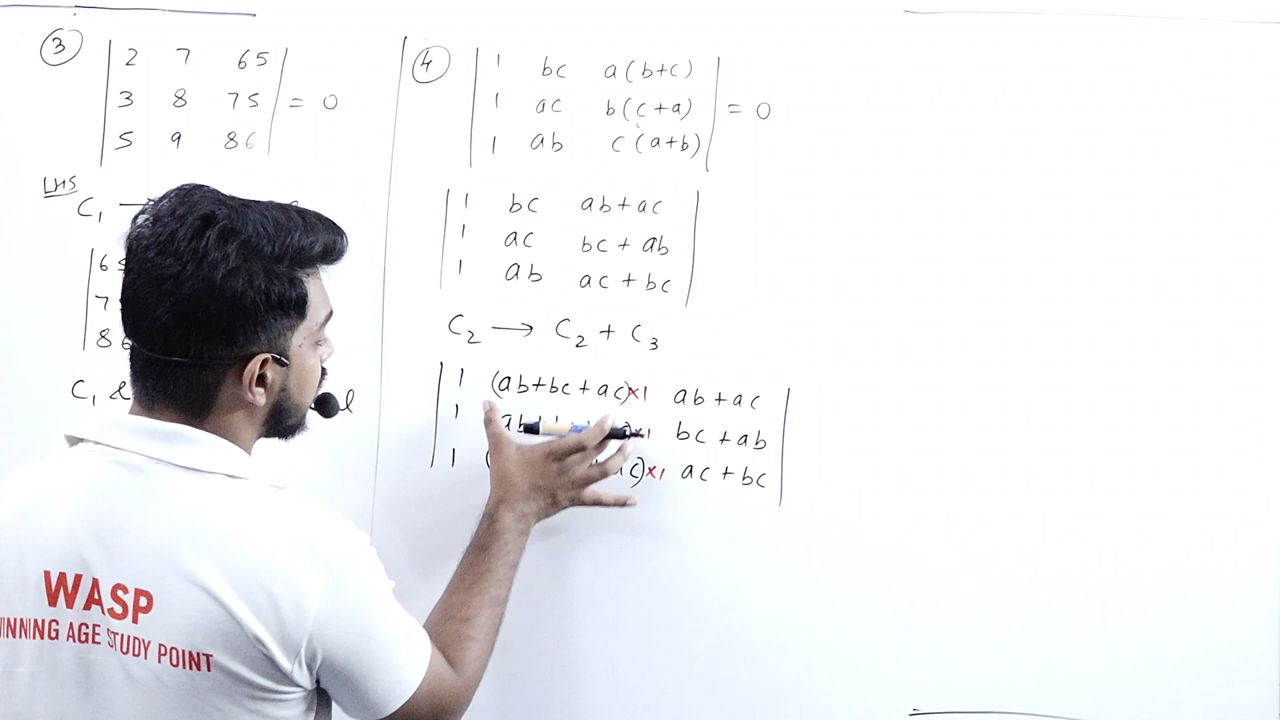 ③
2 7 65
3 8 75 = 0
5 9 86
LHS
C₁ →
6
7
8 6
C₁ &
④
1 bc a(b+c)
1 ac b(c+a) = 0
1 ab c(a+b)
1 bc ab+ac
1 ac bc + ab
1 ab ac + bc
C₂ → C₂ + C₃
1 (ab+bc+ac)×1 ab+ac
1 ab )×1 bc + ab
1 ( c)×1 ac + bc
WASP
INNING AGE STUDY POINT